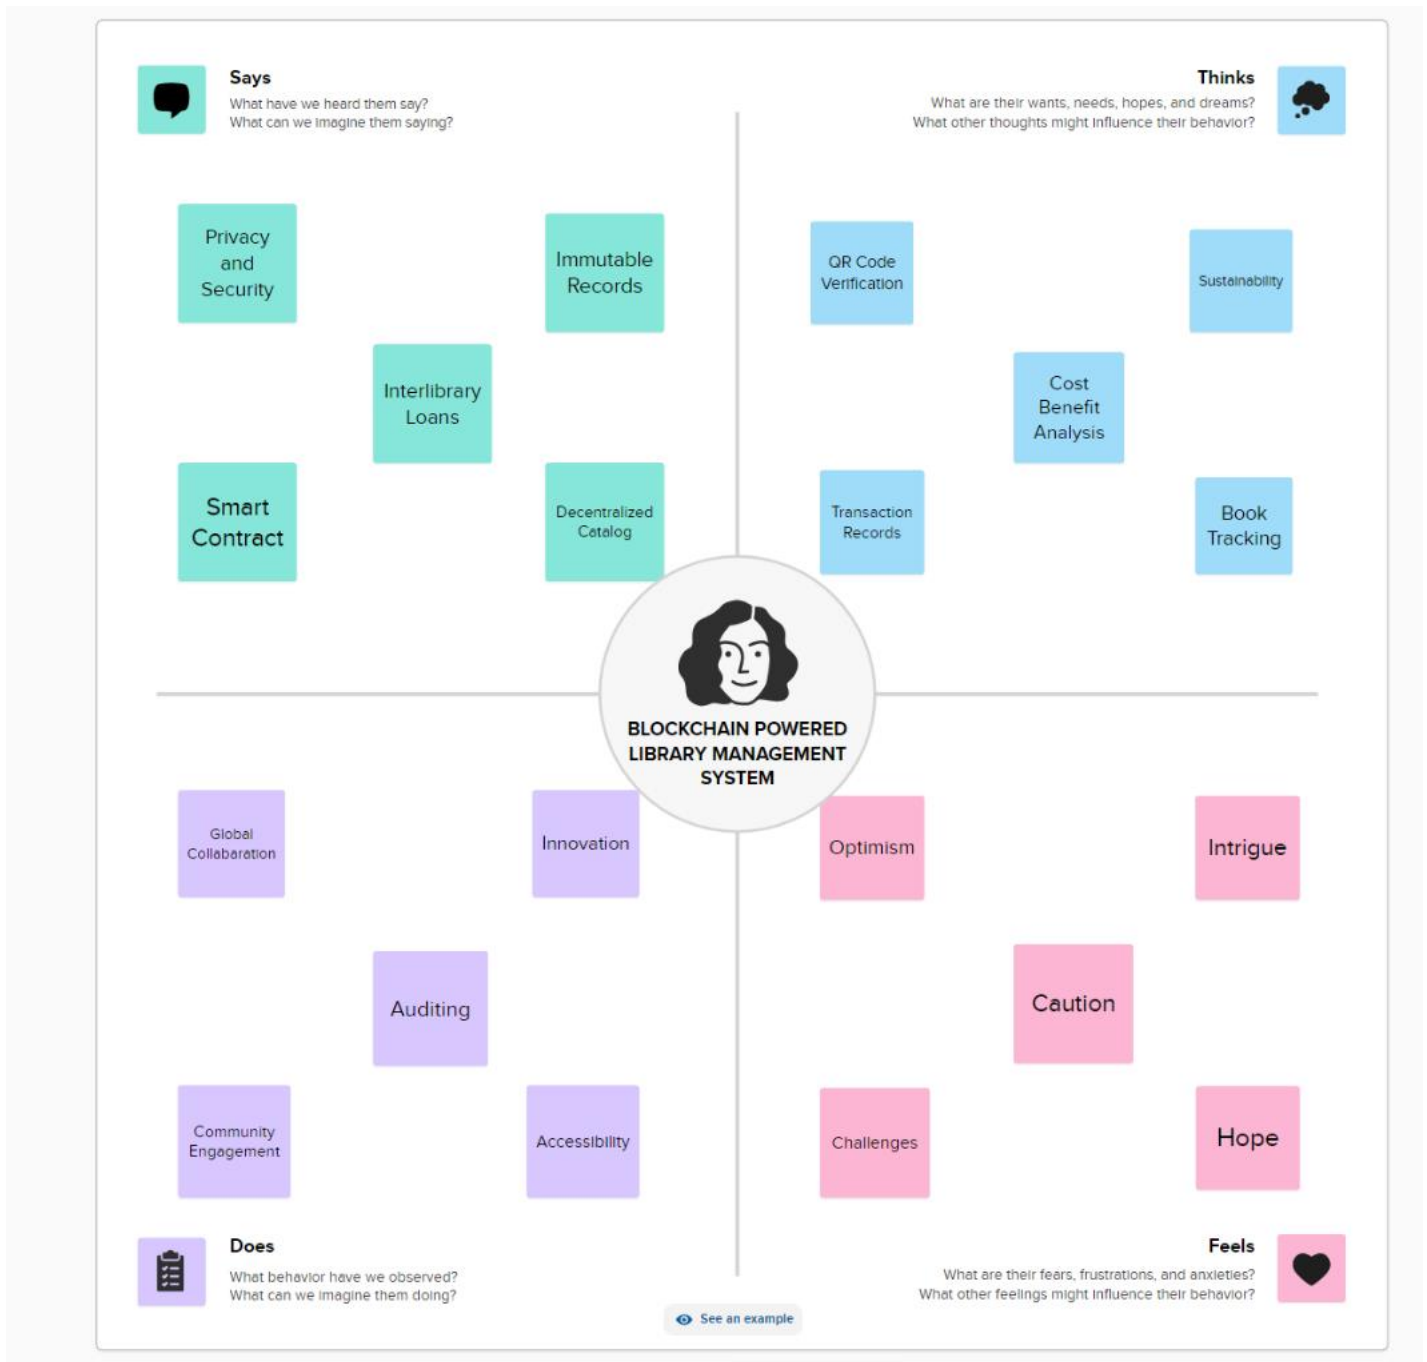 Says
What have we heard them say?
What can we imagine them saying?
Thinks
What are their wants, needs, hopes, and dreams?
What other thoughts might influence their behavior?
Privacy
and
Security
Immutable
Records
Interlibrary
Loans
Smart
Contract
Decentralized
Catalog
QR Code
Verification
Sustainability
Cost
Benefit
Analysis
Transaction
Records
Book
Tracking
BLOCKCHAIN POWERED
LIBRARY MANAGEMENT
SYSTEM
Global
Collabaration
Innovation
Auditing
Community
Engagement
Accessibility
Optimism
Intrigue
Caution
Challenges
Hope
Does
What behavior have we observed?
What can we imagine them doing?
Feels
What are their fears, frustrations, and anxieties?
What other feelings might influence their behavior?
See an example